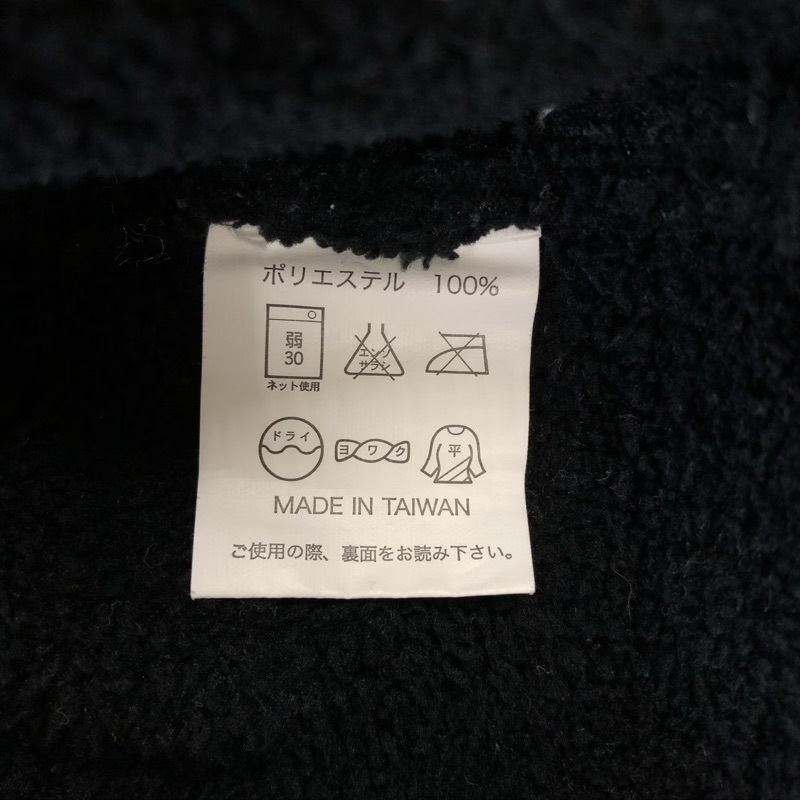 ポリエステル 100%
弱
30
ネット使用
エンソ
サラシ
ドライ
ヨワク
平
MADE IN TAIWAN
ご使用の際、裏面をお読み下さい。